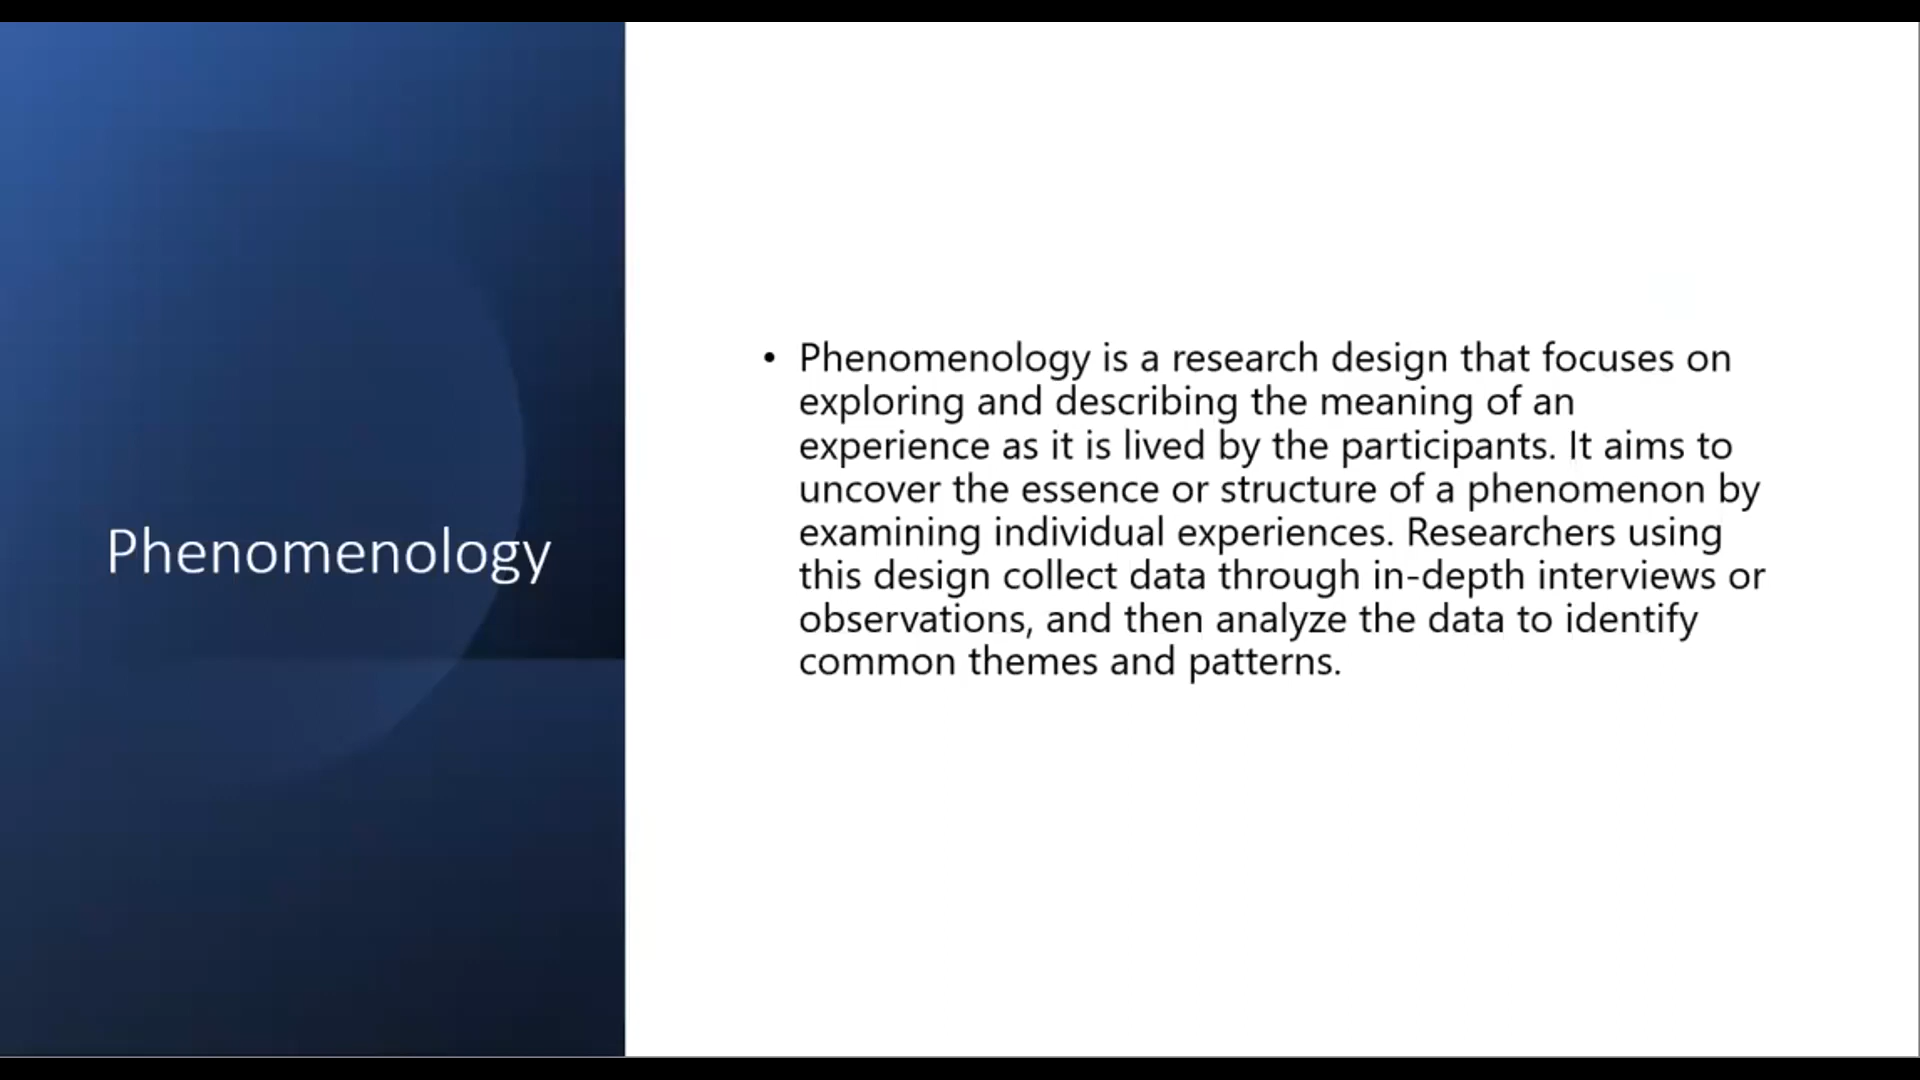 Phenomenology
• Phenomenology is a research design that focuses on
exploring and describing the meaning of an
experience as it is lived by the participants. It aims to
uncover the essence or structure of a phenomenon by
examining individual experiences. Researchers using
this design collect data through in-depth interviews or
observations, and then analyze the data to identify
common themes and patterns.